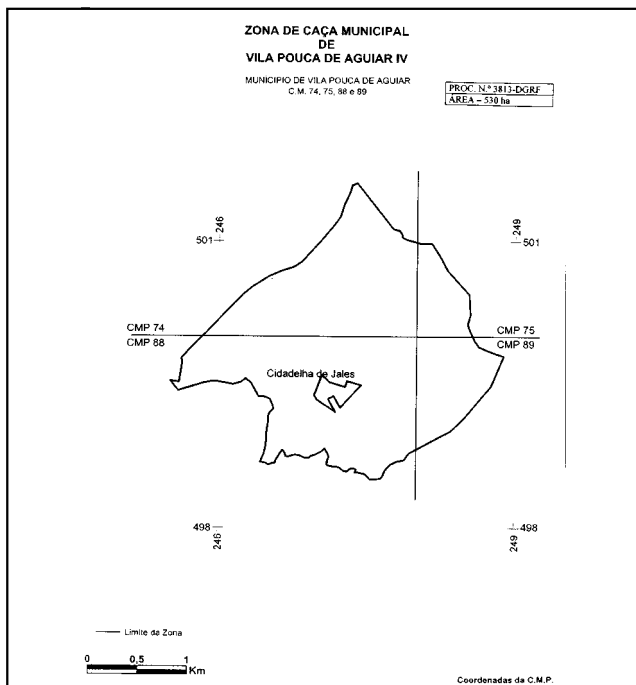 ZONA DE CAÇA MUNICIPAL
DE
VILA POUCA DE AGUIAR IV
MUNICIPIO DE VILA POUCA DE AGUIAR
C.M. 74, 75, 88 e 89
PROC. N.º 3813-DGRF
ÁREA – 530 ha
246
249
501
501
CMP 74
CMP 75
CMP 88
CMP 89
Cidadelha de Jales
498
498
246
249
Limite da Zona
0 0,5 1
Km
Coordenadas da C.M.P.